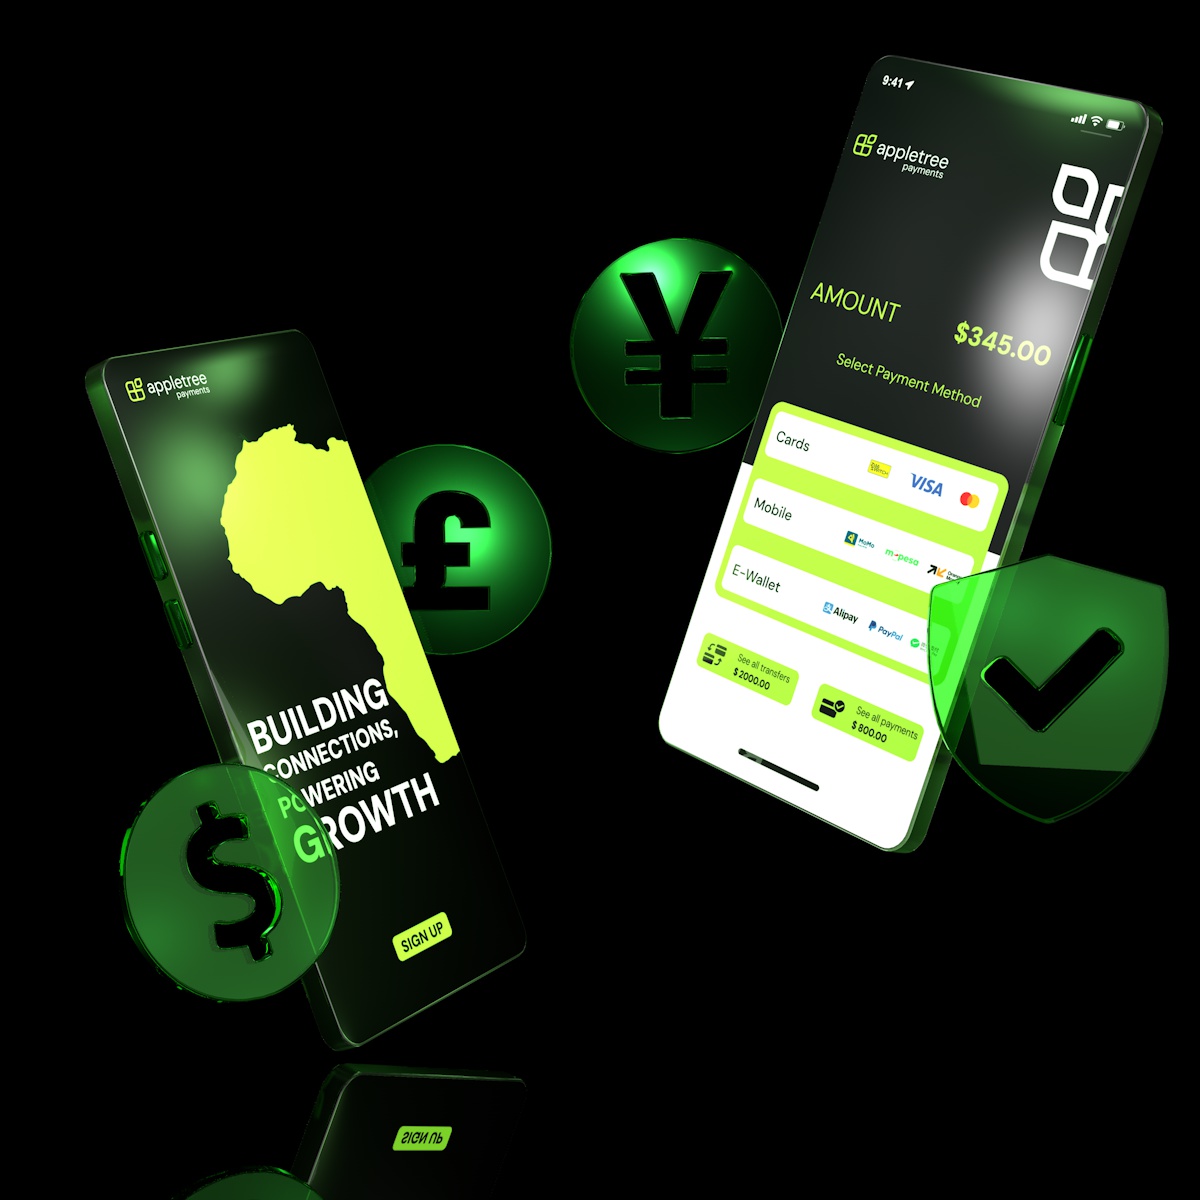 appletree
payments
BUILDING
CONNECTIONS,
POWERING
GROWTH
SIGN UP
$
£
¥
9:41
appletree
payments
AMOUNT
$345.00
Select Payment Method
Cards
VISA
Mobile
MoMo
m-pesa
E-Wallet
Alipay
PayPal
See all transfers
$ 2000.00
See all payments
$ 800.00
SIGN UP